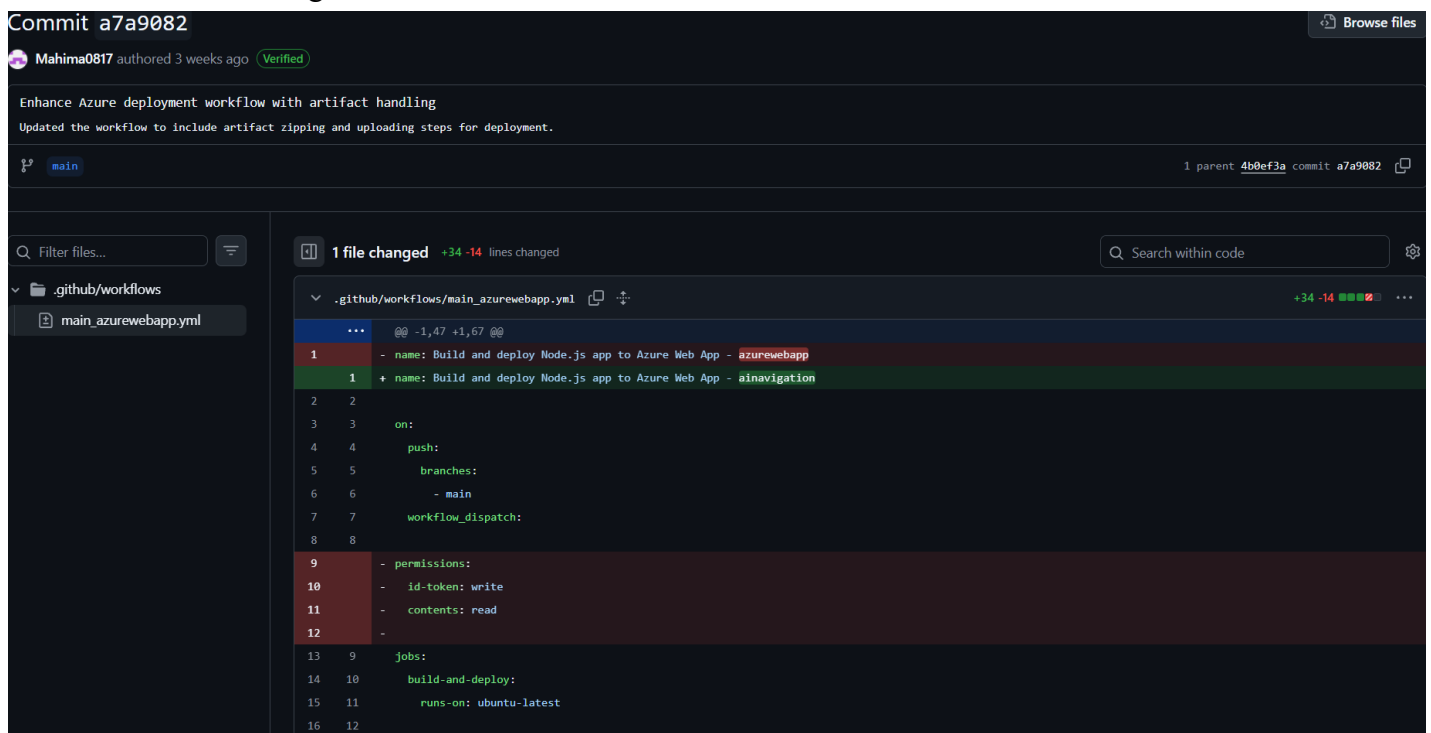 Commit a7a9082
Browse files
Mahima0817 authored 3 weeks ago Verified
Enhance Azure deployment workflow with artifact handling
Updated the workflow to include artifact zipping and uploading steps for deployment.
main
1 parent 4b0ef3a commit a7a9082
Filter files...
1 file changed +34 -14 lines changed
Search within code
.github/workflows
main_azurewebapp.yml
.github/workflows/main_azurewebapp.yml
+34 -14
@@ -1,47 +1,67 @@
1 - name: Build and deploy Node.js app to Azure Web App - azurewebapp
1 + name: Build and deploy Node.js app to Azure Web App - ainavigation
2 2
3 3 on:
4 4 push:
5 5 branches:
6 6 - main
7 7 workflow_dispatch:
8 8
9 - permissions:
10 - id-token: write
11 - contents: read
12 -
13 9 jobs:
14 10 build-and-deploy:
15 11 runs-on: ubuntu-latest
16 12